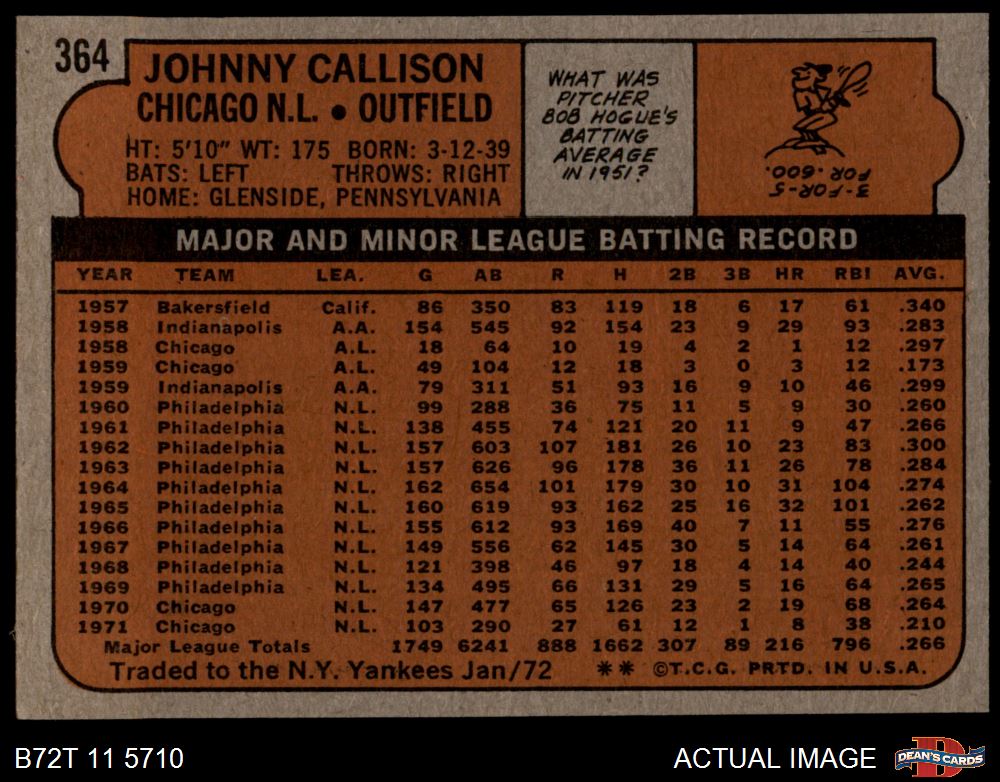 364
JOHNNY CALLISON
CHICAGO N.L. • OUTFIELD
HT: 5'10" WT: 175 BORN: 3-12-39
BATS: LEFT THROWS: RIGHT
HOME: GLENSIDE, PENNSYLVANIA
WHAT WAS
PITCHER
BOB HOGUE'S
BATTING
AVERAGE
IN 1951?
3-FOR-5
FOR .600.
MAJOR AND MINOR LEAGUE BATTING RECORD
YEAR TEAM LEA. G AB R H 2B 3B HR RBI AVG.
1957 Bakersfield Calif. 86 350 83 119 18 6 17 61 .340
1958 Indianapolis A.A. 154 545 92 154 23 9 29 93 .283
1958 Chicago A.L. 18 64 10 19 4 2 1 12 .297
1959 Chicago A.L. 49 104 12 18 3 0 3 12 .173
1959 Indianapolis A.A. 79 311 51 93 16 9 10 46 .299
1960 Philadelphia N.L. 99 288 36 75 11 5 9 30 .260
1961 Philadelphia N.L. 138 455 74 121 20 11 9 47 .266
1962 Philadelphia N.L. 157 603 107 181 26 10 23 83 .300
1963 Philadelphia N.L. 157 626 96 178 36 11 26 78 .284
1964 Philadelphia N.L. 162 654 101 179 30 10 31 104 .274
1965 Philadelphia N.L. 160 619 93 162 25 16 32 101 .262
1966 Philadelphia N.L. 155 612 93 169 40 7 11 55 .276
1967 Philadelphia N.L. 149 556 62 145 30 5 14 64 .261
1968 Philadelphia N.L. 121 398 46 97 18 4 14 40 .244
1969 Philadelphia N.L. 134 495 66 131 29 5 16 64 .265
1970 Chicago N.L. 147 477 65 126 23 2 19 68 .264
1971 Chicago N.L. 103 290 27 61 12 1 8 38 .210
Major League Totals 1749 6241 888 1662 307 89 216 796 .266
Traded to the N.Y. Yankees Jan/72 ** ©T.C.G. PRTD. IN U.S.A.
B72T 11 5710
ACTUAL IMAGE
D
DEAN'S CARDS